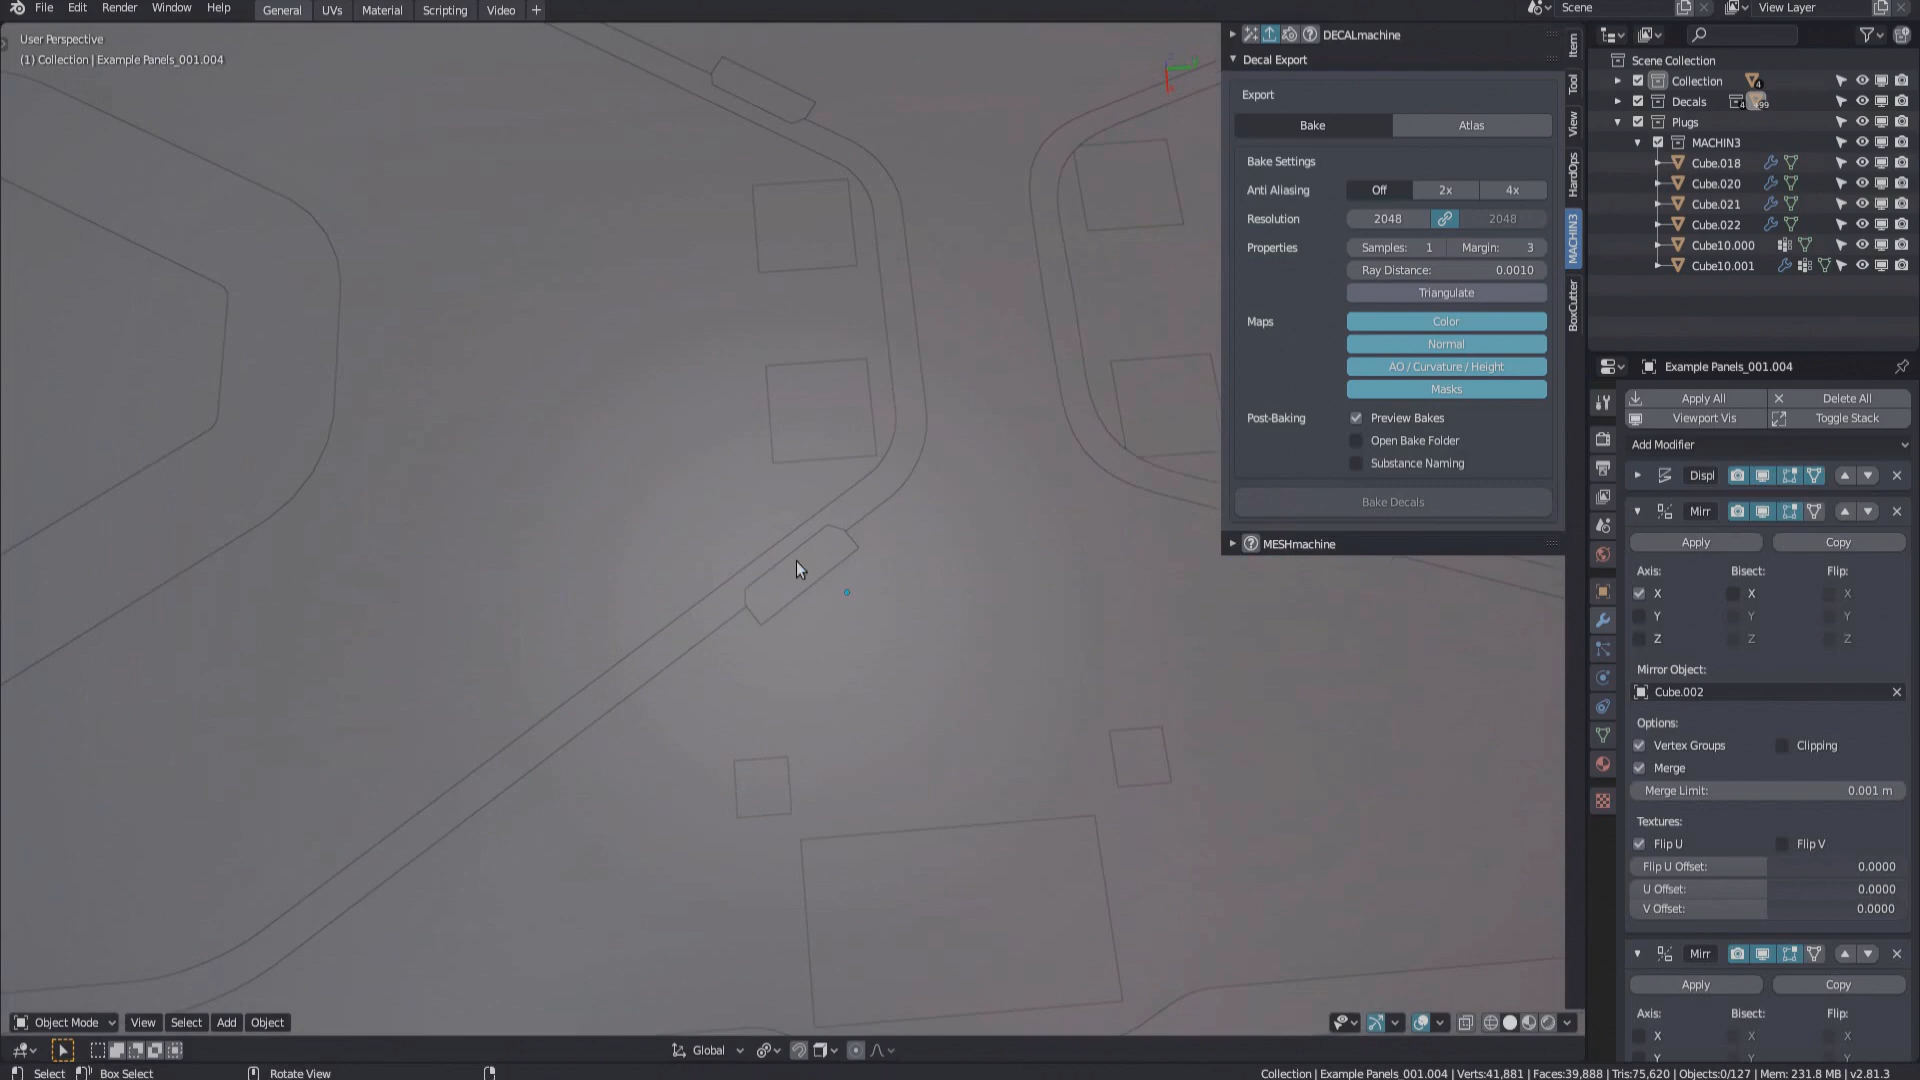 File Edit Render Window Help General UVs Material Scripting Video + Scene View Layer
User Perspective
(1) Collection | Example Panels_001.004
DECALmachine
Decal Export
Export
Bake Atlas
Bake Settings
Anti Aliasing Off 2x 4x
Resolution 2048 2048
Properties Samples: 1 Margin: 3
Ray Distance: 0.0010
Triangulate
Maps Color
Normal
AO / Curvature / Height
Masks
Post-Baking Preview Bakes
Open Bake Folder
Substance Naming
Bake Decals
MESHmachine
Item
Tool
View
HardOps
MACHIN3
BoxCutter
Scene Collection
Collection 4
Decals 4 99
Plugs
MACHIN3
Cube.018
Cube.020
Cube.021
Cube.022
Cube10.000
Cube10.001
Example Panels_001.004
Apply All Delete All
Viewport Vis Toggle Stack
Add Modifier
Displ
Mirr
Apply Copy
Axis: Bisect: Flip:
X X X
Y Y Y
Z Z Z
Mirror Object:
Cube.002
Options:
Vertex Groups Clipping
Merge
Merge Limit: 0.001 m
Textures:
Flip U Flip V
Flip U Offset: 0.0000
U Offset: 0.0000
V Offset: 0.0000
Mirr
Apply Copy
Axis: Bisect: Flip:
X X X
Y Y Y
Object Mode View Select Add Object
Global
Select Box Select Rotate View
Collection | Example Panels_001.004 | Verts:41,881 | Faces:39,888 | Tris:75,620 | Objects:0/127 | Mem: 231.8 MB | v2.81.3